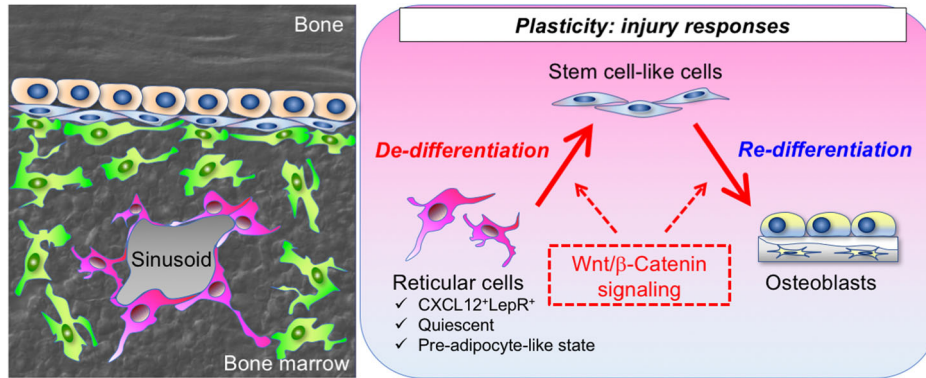 Bone
Sinusoid
Bone marrow
Plasticity: injury responses
Stem cell-like cells
De-differentiation
Re-differentiation
Wnt/β-Catenin
signaling
Reticular cells
✓ CXCL12⁺LepR⁺
✓ Quiescent
✓ Pre-adipocyte-like state
Osteoblasts